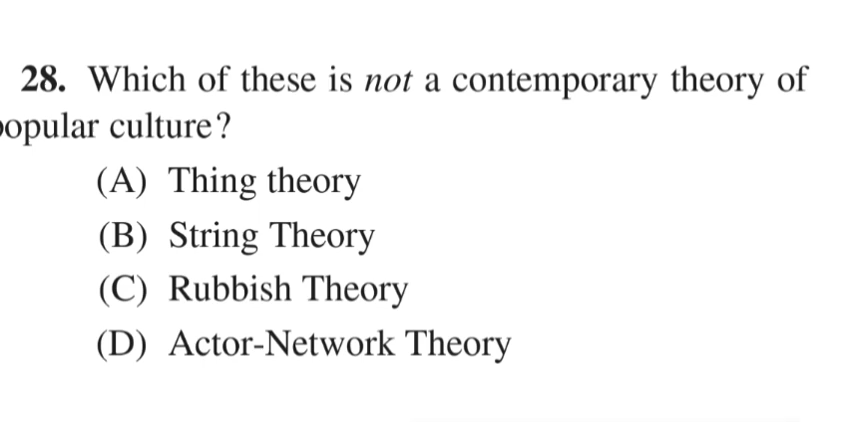 28. Which of these is not a contemporary theory of
popular culture?
(A) Thing theory
(B) String Theory
(C) Rubbish Theory
(D) Actor-Network Theory